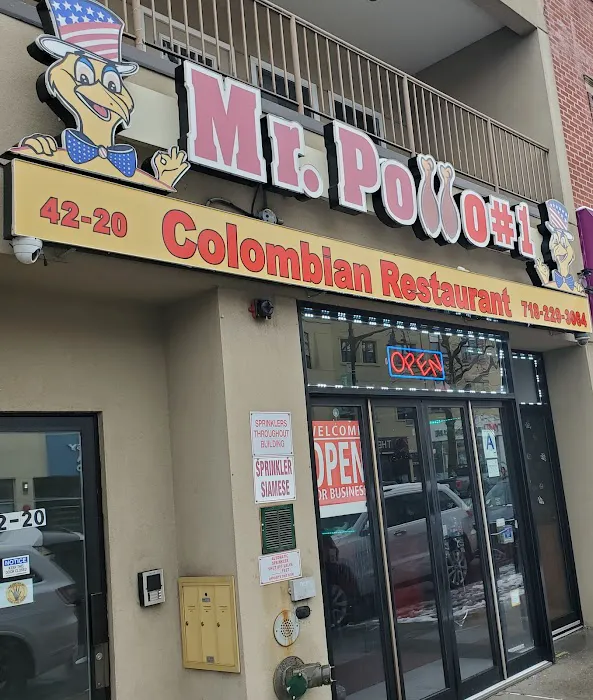 Mr. Pollo #1
42-20 Colombian Restaurant 718-229-3064
OPEN
SPRINKLERS
THROUGHOUT
BUILDING
SPRINKLER
SIAMESE
WELCOME
OPEN
FOR BUSINESS
A
2-20
NOTICE